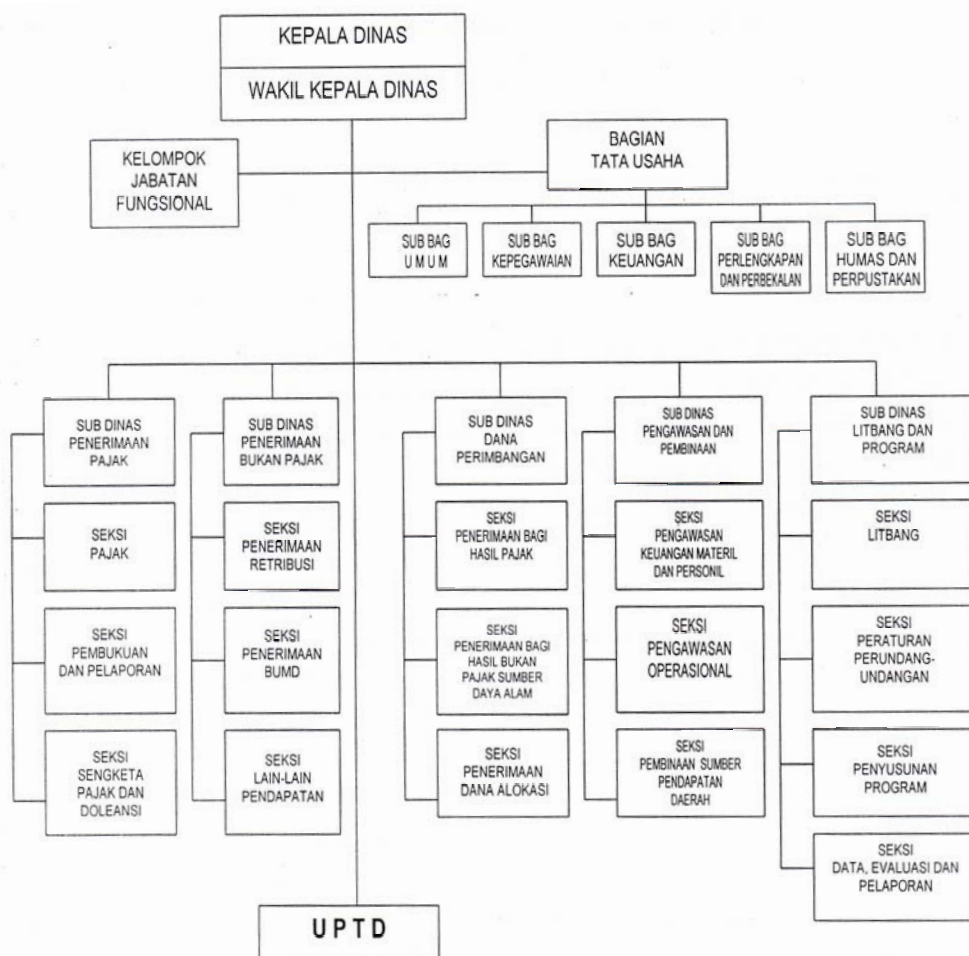 KEPALA DINAS
WAKIL KEPALA DINAS
KELOMPOK
JABATAN
FUNGSIONAL
BAGIAN
TATA USAHA
SUB BAG
U M U M
SUB BAG
KEPEGAWAIAN
SUB BAG
KEUANGAN
SUB BAG
PERLENGKAPAN
DAN PERBEKALAN
SUB BAG
HUMAS DAN
PERPUSTAKAN
SUB DINAS
PENERIMAAN
PAJAK
SEKSI
PAJAK
SEKSI
PEMBUKUAN
DAN PELAPORAN
SEKSI
SENGKETA
PAJAK DAN
DOLEANSI
SUB DINAS
PENERIMAAN
BUKAN PAJAK
SEKSI
PENERIMAAN
RETRIBUSI
SEKSI
PENERIMAAN
BUMD
SEKSI
LAIN-LAIN
PENDAPATAN
SUB DINAS
DANA
PERIMBANGAN
SEKSI
PENERIMAAN BAGI
HASIL PAJAK
SEKSI
PENERIMAAN BAGI
HASIL BUKAN
PAJAK SUMBER
DAYA ALAM
SEKSI
PENERIMAAN
DANA ALOKASI
SUB DINAS
PENGAWASAN DAN
PEMBINAAN
SEKSI
PENGAWASAN
KEUANGAN MATERIL
DAN PERSONIL
SEKSI
PENGAWASAN
OPERASIONAL
SEKSI
PEMBINAAN SUMBER
PENDAPATAN
DAERAH
SUB DINAS
LITBANG DAN
PROGRAM
SEKSI
LITBANG
SEKSI
PERATURAN
PERUNDANG-
UNDANGAN
SEKSI
PENYUSUNAN
PROGRAM
SEKSI
DATA, EVALUASI DAN
PELAPORAN
U P T D